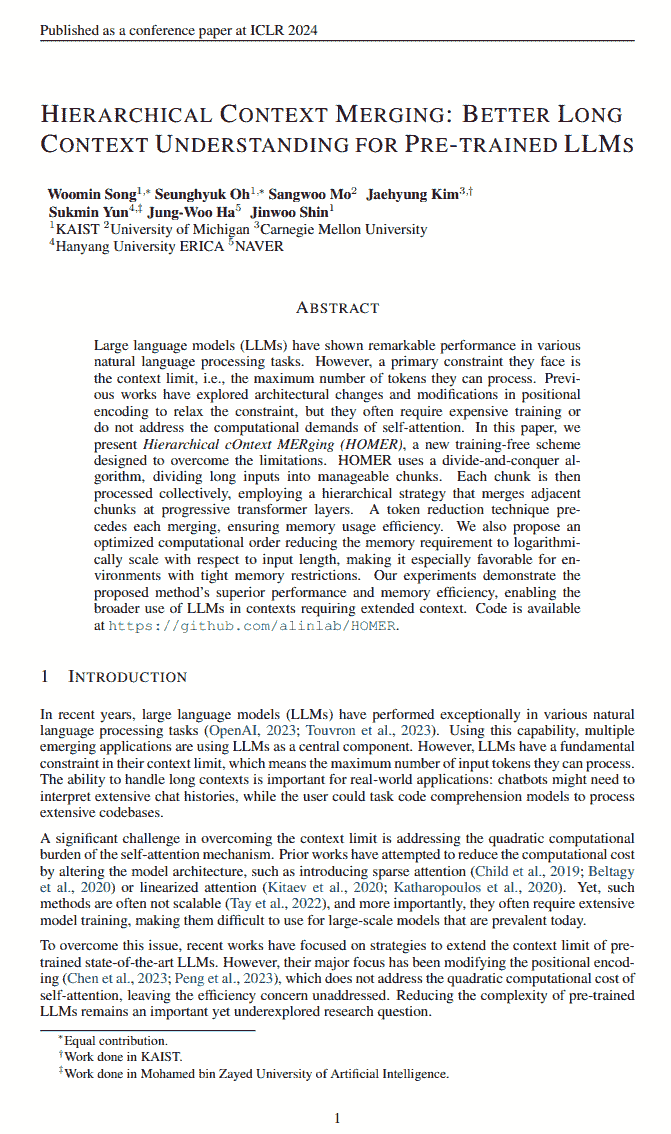 Published as a conference paper at ICLR 2024
HIERARCHICAL CONTEXT MERGING: BETTER LONG
CONTEXT UNDERSTANDING FOR PRE-TRAINED LLMS
Woomin Song1,* Seunghyuk Oh1,* Sangwoo Mo2 Jaehyung Kim3,†
Sukmin Yun4,‡ Jung-Woo Ha5 Jinwoo Shin1
1KAIST 2University of Michigan 3Carnegie Mellon University
4Hanyang University ERICA 5NAVER
ABSTRACT
Large language models (LLMs) have shown remarkable performance in various
natural language processing tasks. However, a primary constraint they face is
the context limit, i.e., the maximum number of tokens they can process. Previ-
ous works have explored architectural changes and modifications in positional
encoding to relax the constraint, but they often require expensive training or
do not address the computational demands of self-attention. In this paper, we
present Hierarchical cOntext MERging (HOMER), a new training-free scheme
designed to overcome the limitations. HOMER uses a divide-and-conquer al-
gorithm, dividing long inputs into manageable chunks. Each chunk is then
processed collectively, employing a hierarchical strategy that merges adjacent
chunks at progressive transformer layers. A token reduction technique pre-
cedes each merging, ensuring memory usage efficiency. We also propose an
optimized computational order reducing the memory requirement to logarithmi-
cally scale with respect to input length, making it especially favorable for en-
vironments with tight memory restrictions. Our experiments demonstrate the
proposed method's superior performance and memory efficiency, enabling the
broader use of LLMs in contexts requiring extended context. Code is available
at https://github.com/alinlab/HOMER.
1 INTRODUCTION
In recent years, large language models (LLMs) have performed exceptionally in various natural
language processing tasks (OpenAI, 2023; Touvron et al., 2023). Using this capability, multiple
emerging applications are using LLMs as a central component. However, LLMs have a fundamental
constraint in their context limit, which means the maximum number of input tokens they can process.
The ability to handle long contexts is important for real-world applications: chatbots might need to
interpret extensive chat histories, while the user could task code comprehension models to process
extensive codebases.
A significant challenge in overcoming the context limit is addressing the quadratic computational
burden of the self-attention mechanism. Prior works have attempted to reduce the computational cost
by altering the model architecture, such as introducing sparse attention (Child et al., 2019; Beltagy
et al., 2020) or linearized attention (Kitaev et al., 2020; Katharopoulos et al., 2020). Yet, such
methods are often not scalable (Tay et al., 2022), and more importantly, they often require extensive
model training, making them difficult to use for large-scale models that are prevalent today.
To overcome this issue, recent works have focused on strategies to extend the context limit of pre-
trained state-of-the-art LLMs. However, their major focus has been modifying the positional encod-
ing (Chen et al., 2023; Peng et al., 2023), which does not address the quadratic computational cost of
self-attention, leaving the efficiency concern unaddressed. Reducing the complexity of pre-trained
LLMs remains an important yet underexplored research question.
*Equal contribution.
†Work done in KAIST.
‡Work done in Mohamed bin Zayed University of Artificial Intelligence.
1